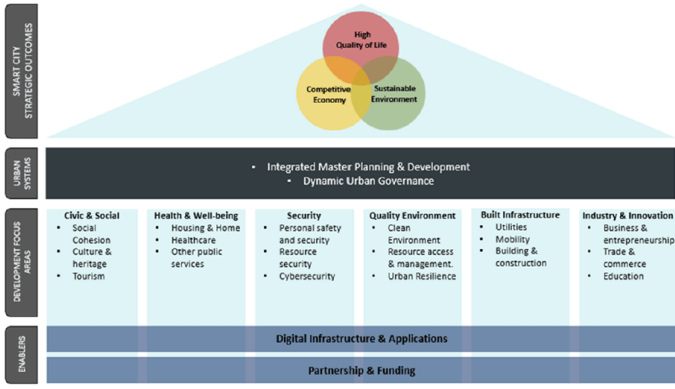 SMART CITY
STRATEGIC OUTCOMES
High
Quality of Life
Competitive
Economy
Sustainable
Environment
URBAN
SYSTEMS
• Integrated Master Planning & Development
• Dynamic Urban Governance
DEVELOPMENT FOCUS
AREAS
Civic & Social
• Social
Cohesion
• Culture &
heritage
• Tourism
Health & Well-being
• Housing & Home
• Healthcare
• Other public
services
Security
• Personal safety
and security
• Resource
security
• Cybersecurity
Quality Environment
• Clean
Environment
• Resource access
& management.
• Urban Resilience
Built Infrastructure
• Utilities
• Mobility
• Building &
construction
Industry & Innovation
• Business &
entrepreneurship
• Trade &
commerce
• Education
ENABLERS
Digital Infrastructure & Applications
Partnership & Funding